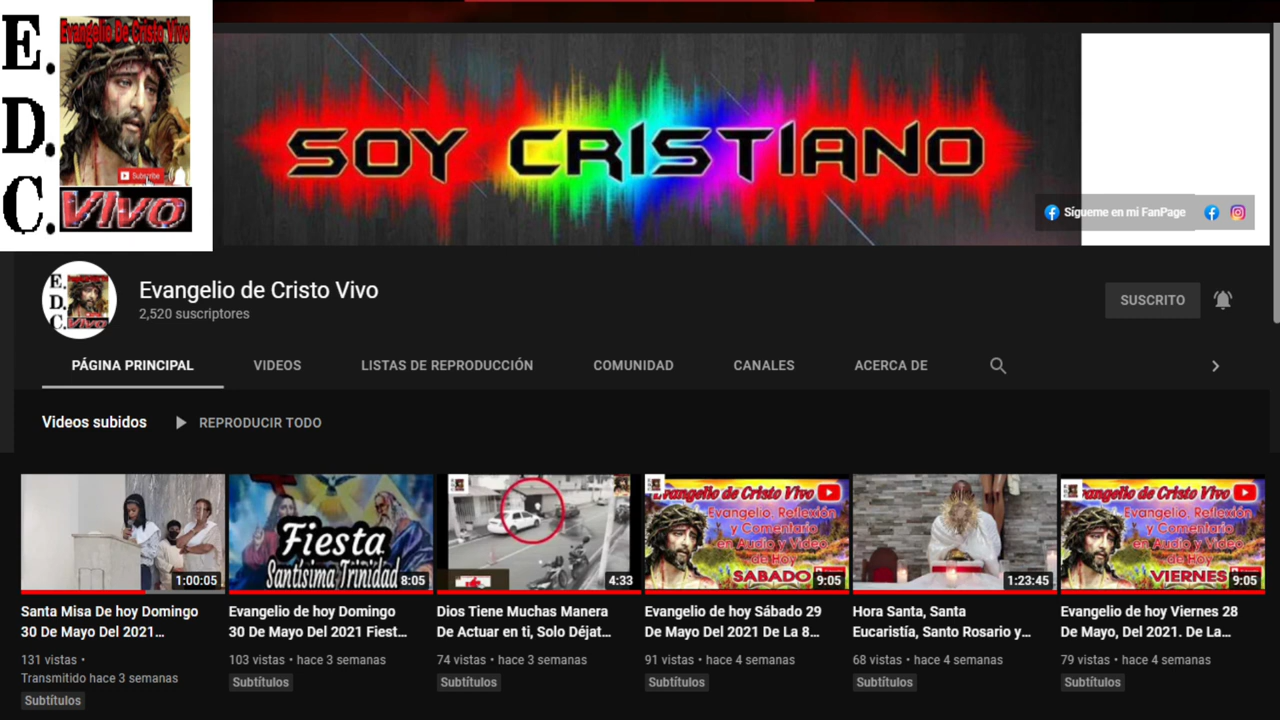 E.
D.
C.
Evangelio De Cristo Vivo
Subscribe
Vivo
SOY CRISTIANO
Sígueme en mi FanPage
E.
D.
C.
Vivo
Evangelio de Cristo Vivo
2,520 suscriptores
SUSCRITO
PÁGINA PRINCIPAL VIDEOS LISTAS DE REPRODUCCIÓN COMUNIDAD CANALES ACERCA DE
Videos subidos REPRODUCIR TODO
1:00:05
Fiesta
Santísima Trinidad
8:05
4:33
Evangelio de Cristo Vivo
Evangelio, Reflexión
y Comentario
en Audio y Video
de Hoy
SABADO
9:05
1:23:45
Evangelio de Cristo Vivo
Evangelio, Reflexión
y Comentario
en Audio y Video
de Hoy
VIERNES
9:05
Santa Misa De hoy Domingo
30 De Mayo Del 2021...
131 vistas •
Transmitido hace 3 semanas
Subtítulos
Evangelio de hoy Domingo
30 De Mayo Del 2021 Fiest...
103 vistas • hace 3 semanas
Subtítulos
Dios Tiene Muchas Manera
De Actuar en ti, Solo Déjat...
74 vistas • hace 3 semanas
Subtítulos
Evangelio de hoy Sábado 29
De Mayo Del 2021 De La 8...
91 vistas • hace 4 semanas
Subtítulos
Hora Santa, Santa
Eucaristía, Santo Rosario y...
68 vistas • hace 4 semanas
Subtítulos
Evangelio de hoy Viernes 28
De Mayo, Del 2021. De La...
79 vistas • hace 4 semanas
Subtítulos